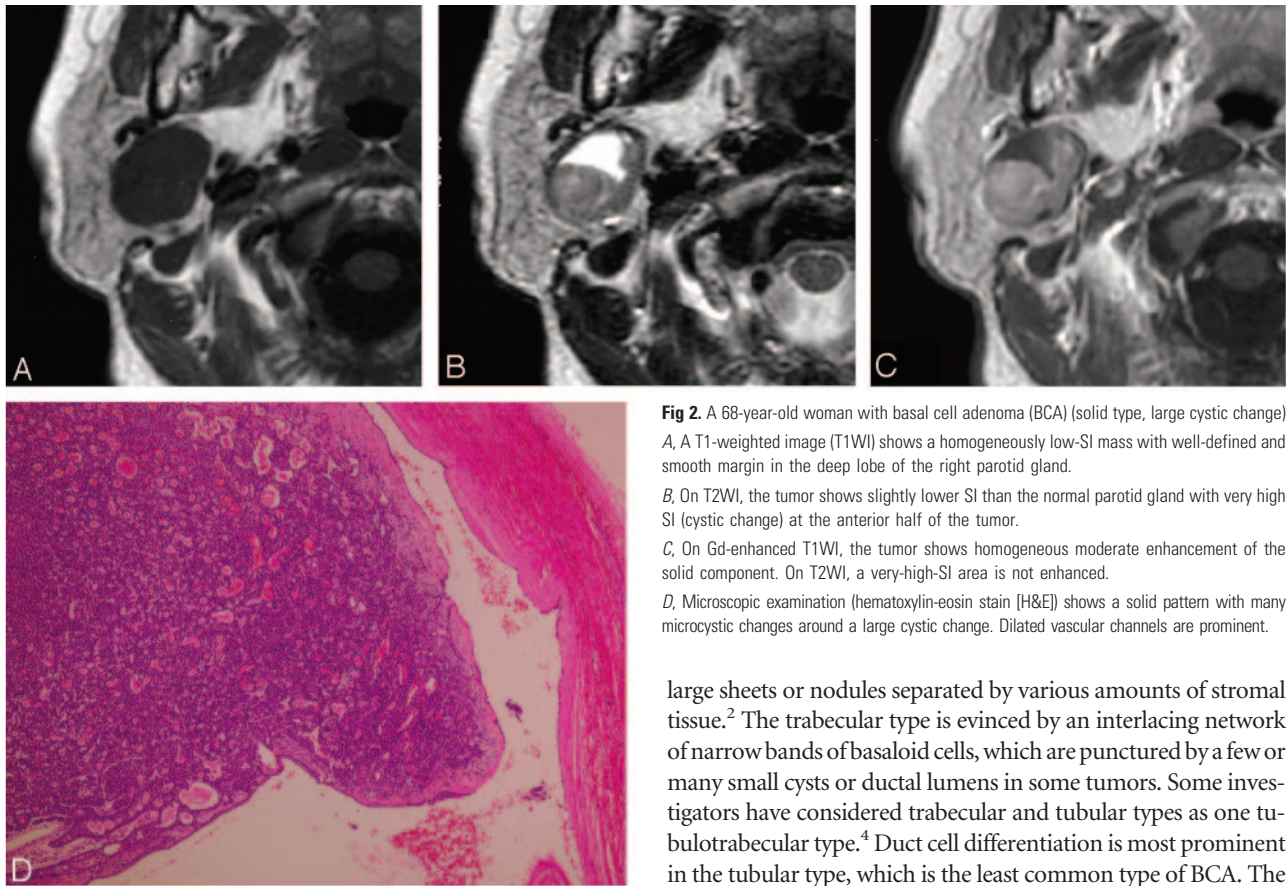 A
B
C
D
Fig 2. A 68-year-old woman with basal cell adenoma (BCA) (solid type, large cystic change)
A, A T1-weighted image (T1WI) shows a homogeneously low-SI mass with well-defined and
smooth margin in the deep lobe of the right parotid gland.
B, On T2WI, the tumor shows slightly lower SI than the normal parotid gland with very high
SI (cystic change) at the anterior half of the tumor.
C, On Gd-enhanced T1WI, the tumor shows homogeneous moderate enhancement of the
solid component. On T2WI, a very-high-SI area is not enhanced.
D, Microscopic examination (hematoxylin-eosin stain [H&E]) shows a solid pattern with many
microcystic changes around a large cystic change. Dilated vascular channels are prominent.
large sheets or nodules separated by various amounts of stromal
tissue.² The trabecular type is evinced by an interlacing network
of narrow bands of basaloid cells, which are punctured by a few or
many small cysts or ductal lumens in some tumors. Some inves-
tigators have considered trabecular and tubular types as one tu-
bulotrabecular type.⁴ Duct cell differentiation is most prominent
in the tubular type, which is the least common type of BCA. The